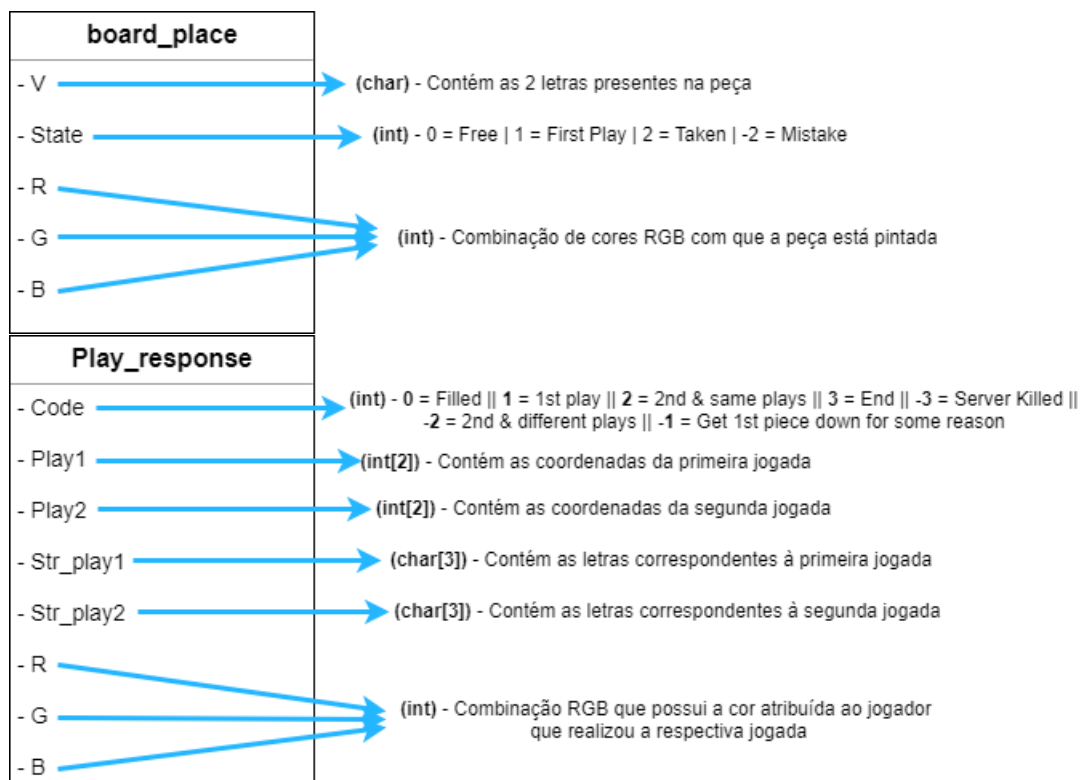 board_place
- V
(char) - Contém as 2 letras presentes na peça
- State
(int) - 0 = Free | 1 = First Play | 2 = Taken | -2 = Mistake
- R
- G
(int) - Combinação de cores RGB com que a peça está pintada
- B
Play_response
- Code
(int) - 0 = Filled || 1 = 1st play || 2 = 2nd & same plays || 3 = End || -3 = Server Killed ||
-2 = 2nd & different plays || -1 = Get 1st piece down for some reason
- Play1
(int[2]) - Contém as coordenadas da primeira jogada
- Play2
(int[2]) - Contém as coordenadas da segunda jogada
- Str_play1
(char[3]) - Contém as letras correspondentes à primeira jogada
- Str_play2
(char[3]) - Contém as letras correspondentes à segunda jogada
- R
- G
(int) - Combinação RGB que possui a cor atribuída ao jogador
que realizou a respectiva jogada
- B